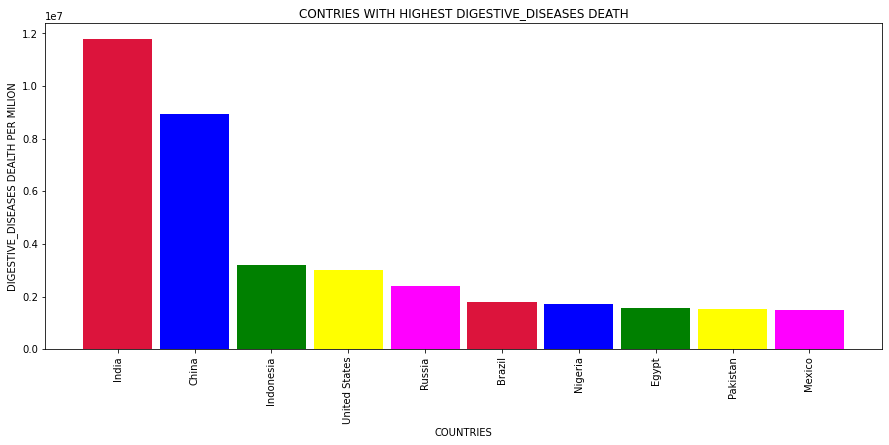 CONTRIES WITH HIGHEST DIGESTIVE_DISEASES DEATH
1e7
DIGESTIVE_DISEASES DEALTH PER MILION
1.2
1.0
0.8
0.6
0.4
0.2
0.0
India
China
Indonesia
United States
Russia
Brazil
Nigeria
Egypt
Pakistan
Mexico
COUNTRIES